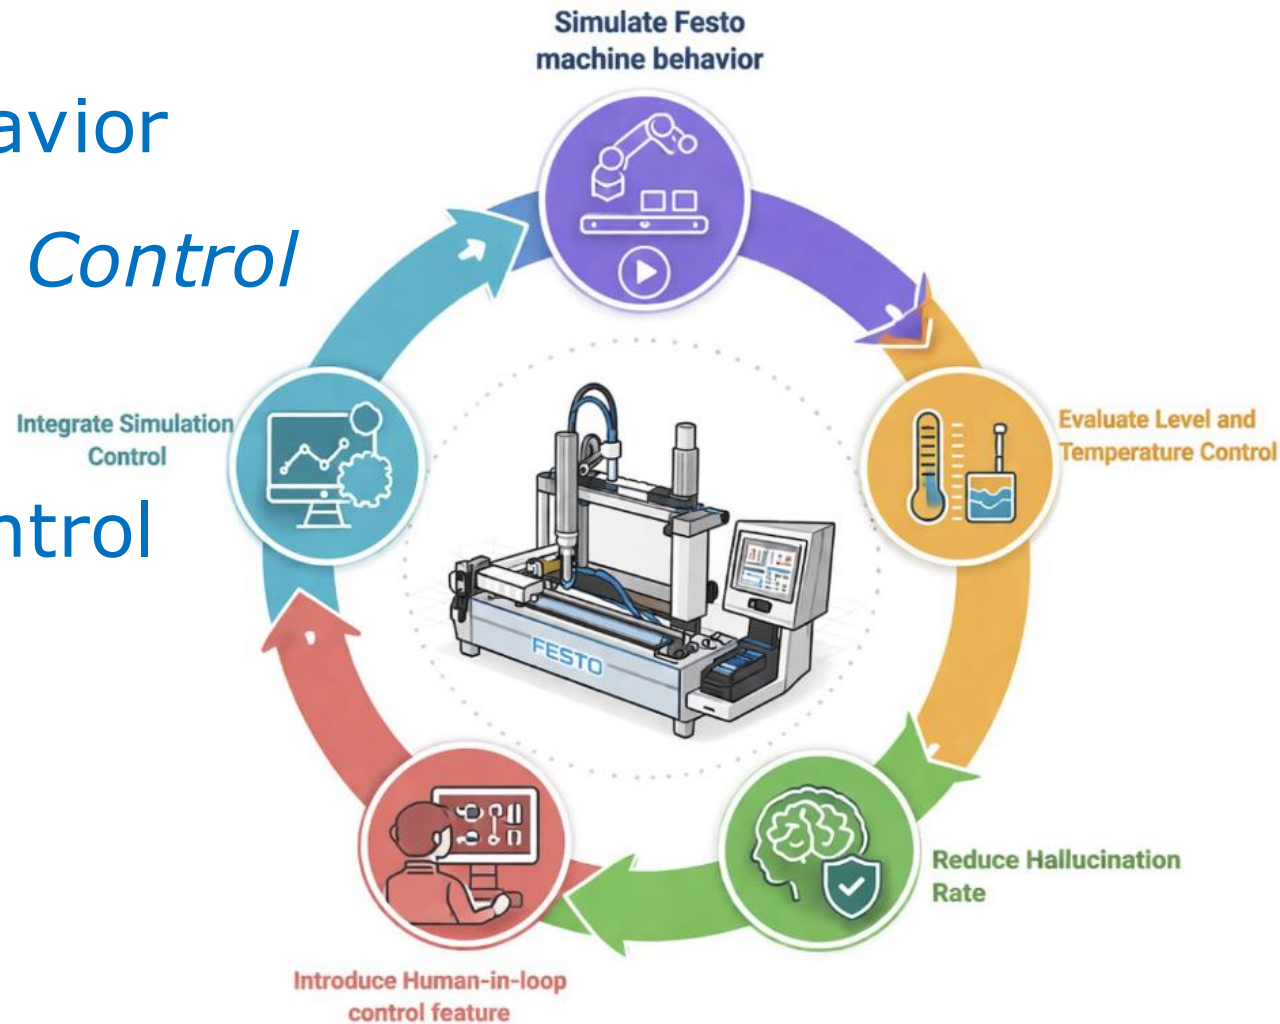 Simulate Festo
machine behavior
avior
Control
Integrate Simulation
Control
Evaluate Level and
Temperature Control
ntrol
FESTO
Reduce Hallucination
Rate
Introduce Human-in-loop
control feature